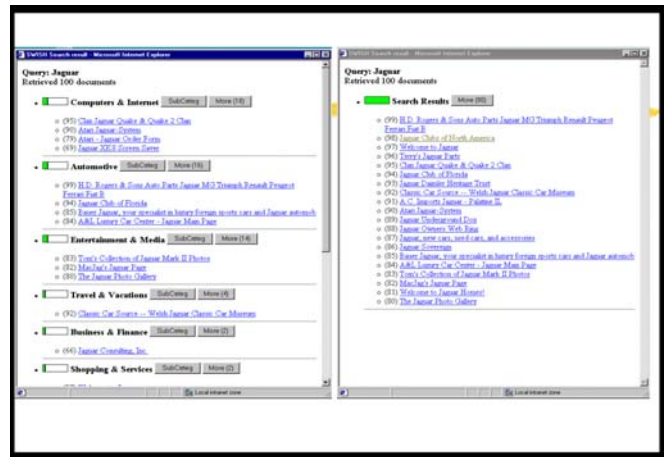 SWISH Search result - Microsoft Internet Explorer
Query: Jaguar
Retrieved 100 documents
Computers & Internet SubCateg More (18)
(95) Clan Jaguar Quake & Quake 2 Clan
(90) Atari Jaguar System
(79) Atari - Jaguar Order Form
(69) Jaguar XKS Screen Saver
Automotive SubCateg More (16)
(99) H.D. Rogers & Sons Auto Parts Jaguar MG Triumph Renault Peugeot
Ferrari Fiat B
(94) Jaguar Club of Florida
(85) Bauer Jaguar, your specialist in luxury foreign sports cars and Jaguar automob
(84) A&L Luxury Car Center - Jaguar Main Page
Entertainment & Media SubCateg More (14)
(83) Tom's Collection of Jaguar Mark II Photos
(82) MacJag's Jaguar Page
(80) The Jaguar Photo Gallery
Travel & Vacations SubCateg More (4)
(92) Classic Car Source -- Welsh Jaguar Classic Car Museum
Business & Finance SubCateg More (2)
(66) Jaguar Consulting, Inc.
Shopping & Services SubCateg More (2)
Local intranet zone
SWISH Search result - Microsoft Internet Explorer
Query: Jaguar
Retrieved 100 documents
Search Results More (80)
(99) H.D. Rogers & Sons Auto Parts Jaguar MG Triumph Renault Peugeot
Ferrari Fiat B
(98) Jaguar Clubs of North America
(97) Welcome to Jaguar
(96) Terry's Jaguar Parts
(95) Clan Jaguar Quake & Quake 2 Clan
(94) Jaguar Club of Florida
(93) Jaguar Daimler Heritage Trust
(92) Classic Car Source -- Welsh Jaguar Classic Car Museum
(91) A.C. Imports Jaguar - Palatine IL
(90) Atari Jaguar System
(89) Jaguar Underground Don
(88) Jaguar Owners Web Ring
(87) Jaguar, new cars, used cars, and accessories
(86) Jaguar Sovereign
(85) Bauer Jaguar, your specialist in luxury foreign sports cars and Jaguar automob
(84) A&L Luxury Car Center - Jaguar Main Page
(83) Tom's Collection of Jaguar Mark II Photos
(82) MacJag's Jaguar Page
(81) Welcome to Jaguar Homes!
(80) The Jaguar Photo Gallery
Local intranet zone